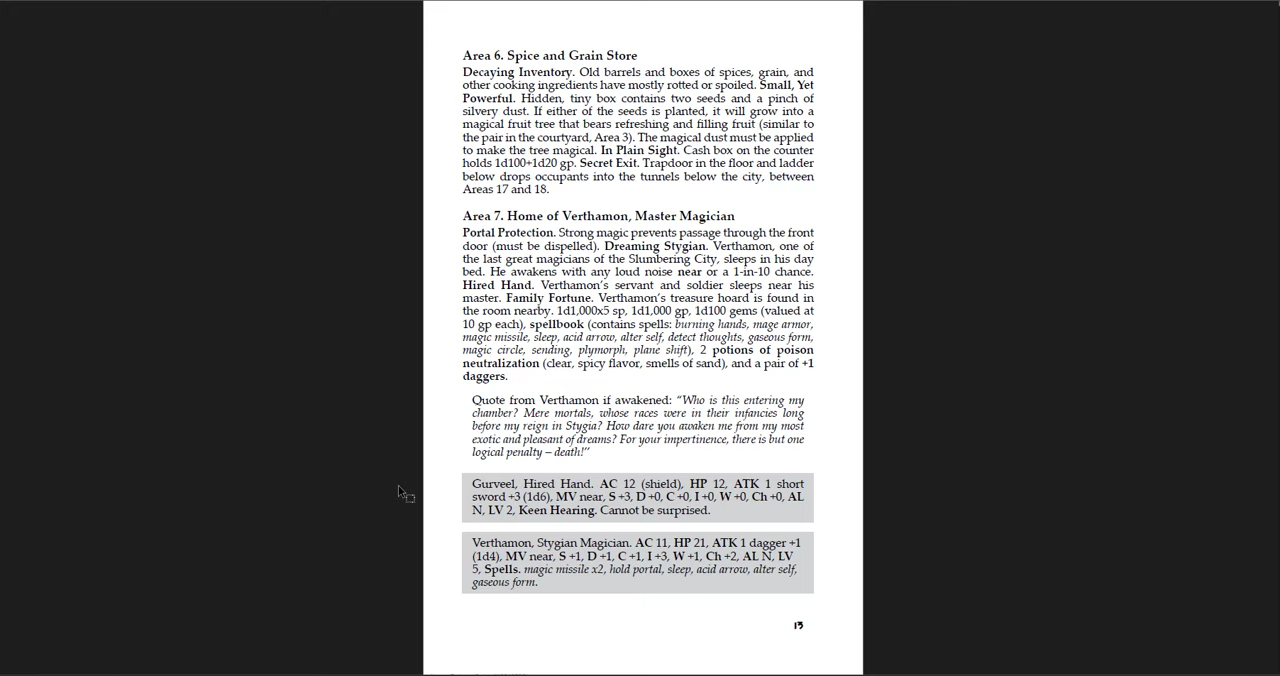 Area 6. Spice and Grain Store
Decaying Inventory. Old barrels and boxes of spices, grain, and
other cooking ingredients have mostly rotted or spoiled. Small, Yet
Powerful. Hidden, tiny box contains two seeds and a pinch of
silvery dust. If either of the seeds is planted, it will grow into a
magical fruit tree that bears refreshing and filling fruit (similar to
the pair in the courtyard, Area 3). The magical dust must be applied
to make the tree magical. In Plain Sight. Cash box on the counter
holds 1d100+1d20 gp. Secret Exit. Trapdoor in the floor and ladder
below drops occupants into the tunnels below the city, between
Areas 17 and 18.
Area 7. Home of Verthamon, Master Magician
Portal Protection. Strong magic prevents passage through the front
door (must be dispelled). Dreaming Stygian. Verthamon, one of
the last great magicians of the Slumbering City, sleeps in his day
bed. He awakens with any loud noise near or a 1-in-10 chance.
Hired Hand. Verthamon's servant and soldier sleeps near his
master. Family Fortune. Verthamon's treasure hoard is found in
the room nearby. 1d1,000x5 sp, 1d1,000 gp, 1d100 gems (valued at
10 gp each), spellbook (contains spells: burning hands, mage armor,
magic missile, sleep, acid arrow, alter self, detect thoughts, gaseous form,
magic circle, sending, plymorph, plane shift), 2 potions of poison
neutralization (clear, spicy flavor, smells of sand), and a pair of +1
daggers.
Quote from Verthamon if awakened: “Who is this entering my
chamber? Mere mortals, whose races were in their infancies long
before my reign in Stygia? How dare you awaken me from my most
exotic and pleasant of dreams? For your impertinence, there is but one
logical penalty – death!”
Gurveel, Hired Hand. AC 12 (shield), HP 12, ATK 1 short
sword +3 (1d6), MV near, S +3, D +0, C +0, I +0, W +0, Ch +0, AL
N, LV 2, Keen Hearing. Cannot be surprised.
Verthamon, Stygian Magician. AC 11, HP 21, ATK 1 dagger +1
(1d4), MV near, S +1, D +1, C +1, I +3, W +1, Ch +2, AL N, LV
5, Spells. magic missile x2, hold portal, sleep, acid arrow, alter self,
gaseous form.
13